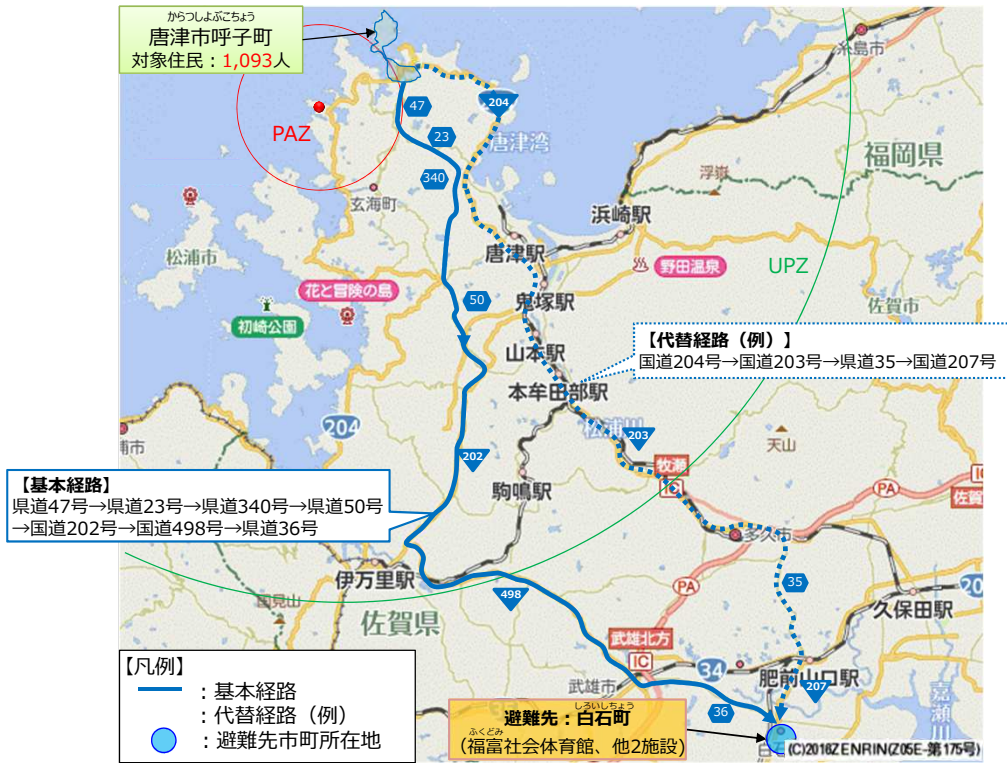 からつしよぶこちょう
唐津市呼子町
対象住民：1,093人
糸島市
47
204
PAZ
23
唐津湾
福岡県
340
浮嶽
玄海町
浜崎駅
松浦市
唐津駅
野田温泉
UPZ
花と冒険の島
鬼塚駅
佐賀市
50
初崎公園
【代替経路（例）】
国道204号→国道203号→県道35→国道207号
山本駅
本牟田部駅
204
松浦川
203
天山
浦市
202
牧瀬
IC
PA
IC
佐賀
駒鳴駅
【基本経路】
県道47号→県道23号→県道340号→県道50号
→国道202号→国道498号→県道36号
多久市
伊万里駅
35
PA
国見山
498
久保田駅
佐賀県
武雄北方
IC
34
【凡例】
：基本経路
：代替経路（例）
：避難先市町所在地
武雄市
肥前山口駅
207
36
嘉瀬川
しろいしちょう
避難先：白石町
ふくどみ
（福富社会体育館、他2施設）
白石
(C)2016ZENRIN(Z05E-第175号)